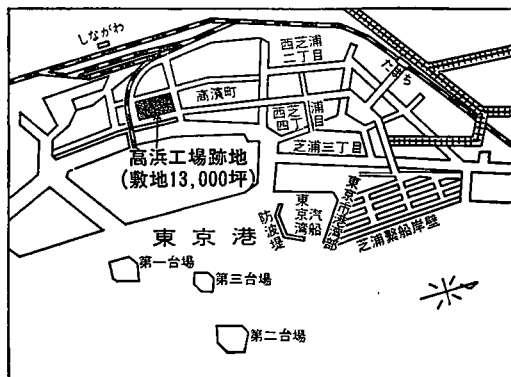 しながわ
西芝浦
二丁目
たまち
高濱町
西芝浦
四丁目
芝浦三丁目
高浜工場跡地
(敷地13,000坪)
東京港
防波堤
東京湾汽船
東京市港湾部
芝浦繋船岸壁
第一台場
第三台場
第二台場